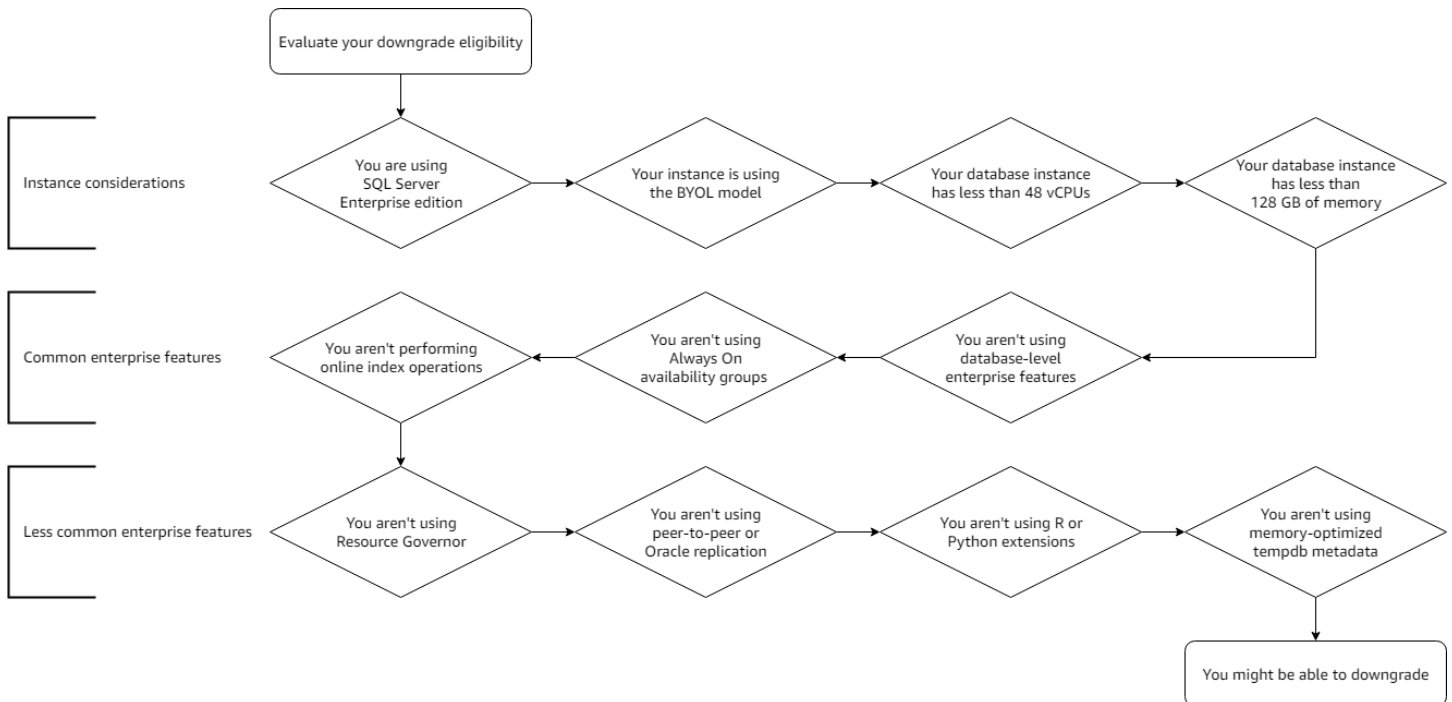 Evaluate your downgrade eligibility
Instance considerations
You are using
SQL Server
Enterprise edition
Your instance is using
the BYOL model
Your database instance
has less than 48 vCPUs
Your database instance
has less than
128 GB of memory
Common enterprise features
You aren't performing
online index operations
You aren't using
Always On
availability groups
You aren't using
database-level
enterprise features
Less common enterprise features
You aren't using
Resource Governor
You aren't using
peer-to-peer or
Oracle replication
You aren't using R or
Python extensions
You aren't using
memory-optimized
tempdb metadata
You might be able to downgrade